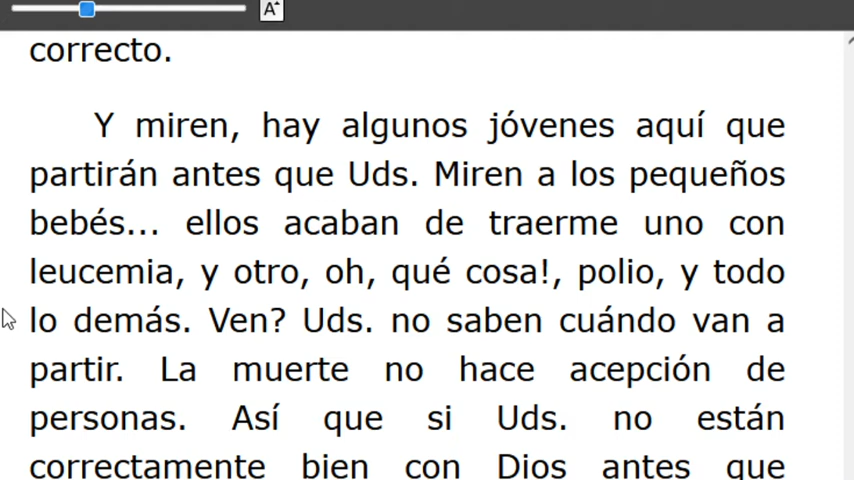 A
correcto.
Y miren, hay algunos jóvenes aquí que
partirán antes que Uds. Miren a los pequeños
bebés... ellos acaban de traerme uno con
leucemia, y otro, oh, qué cosa!, polio, y todo
lo demás. Ven? Uds. no saben cuándo van a
partir. La muerte no hace acepción de
personas. Así que si Uds. no están
correctamente bien con Dios antes que